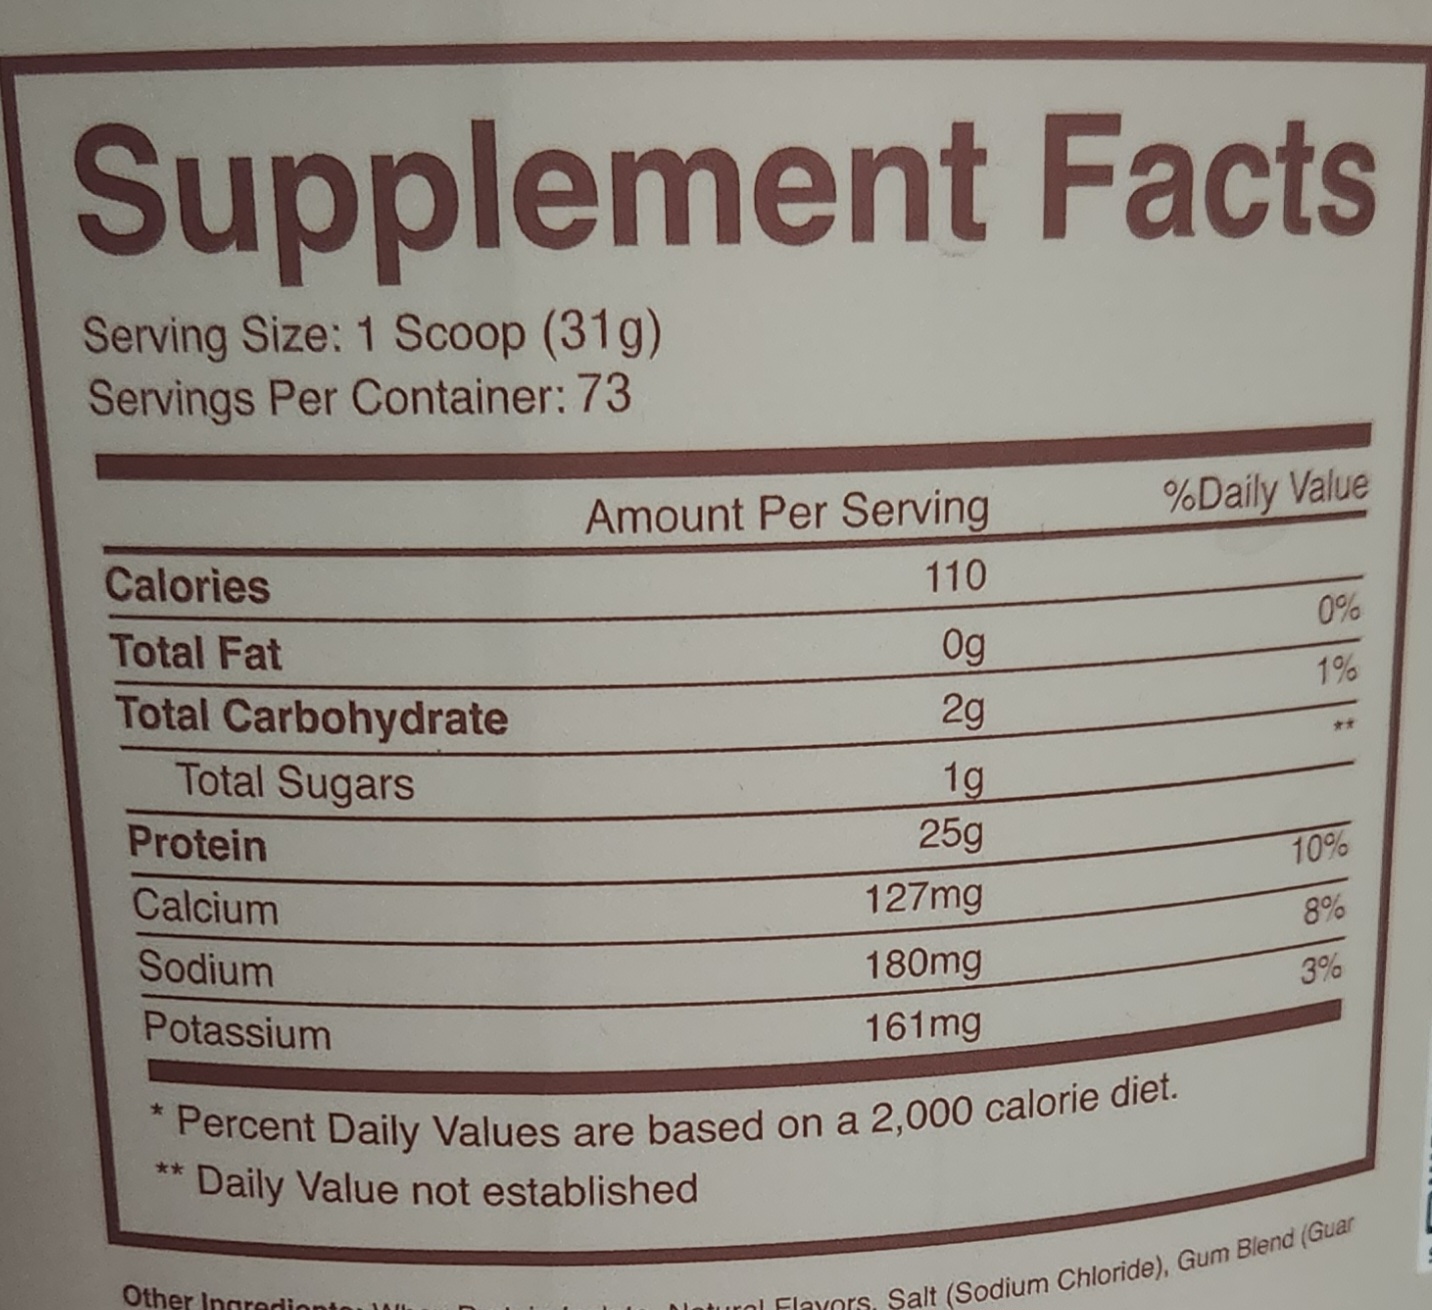 Supplement Facts
Serving Size: 1 Scoop (31g)
Servings Per Container: 73
Amount Per Serving %Daily Value
Calories 110
Total Fat 0g 0%
Total Carbohydrate 2g 1%
Total Sugars 1g **
Protein 25g
Calcium 127mg 10%
Sodium 180mg 8%
Potassium 161mg 3%
* Percent Daily Values are based on a 2,000 calorie diet.
** Daily Value not established
Other Ingredients: Natural Flavors, Salt (Sodium Chloride), Gum Blend (Guar